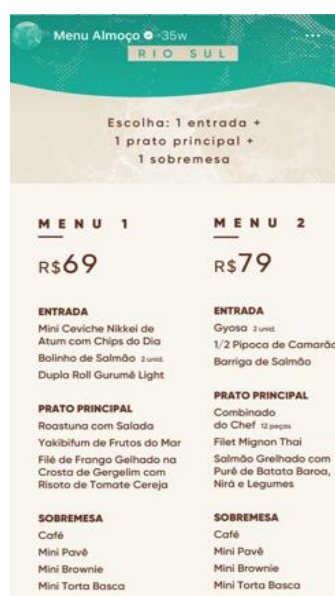 Menu Almoço 35w
RIO SUL
Escolha: 1 entrada +
1 prato principal +
1 sobremesa
MENU 1
R$69
ENTRADA
Mini Ceviche Nikkei de
Atum com Chips do Dia
Bolinho de Salmão 2 unid.
Dupla Roll Gurumê Light
PRATO PRINCIPAL
Roastuna com Salada
Yakibifum de Frutos do Mar
Filé de Frango Gelhado na
Crosta de Gergelim com
Risoto de Tomate Cereja
SOBREMESA
Café
Mini Pavê
Mini Brownie
Mini Torta Basca
MENU 2
R$79
ENTRADA
Gyosa 2 unid.
1/2 Pipoca de Camarão
Barriga de Salmão
PRATO PRINCIPAL
Combinado
do Chef 12 peças
Filet Mignon Thai
Salmão Grelhado com
Purê de Batata Baroa,
Nirá e Legumes
SOBREMESA
Café
Mini Pavê
Mini Brownie
Mini Torta Basca